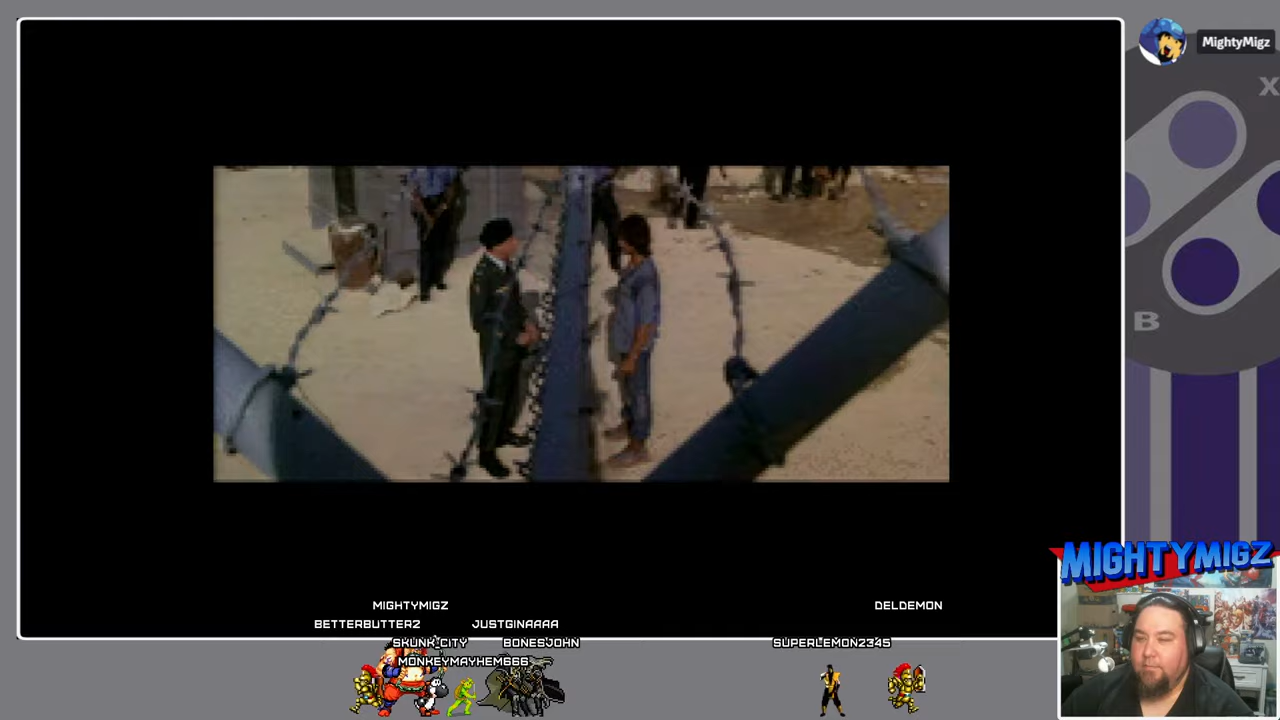 MightyMigz
X
B
MIGHTYMIGZ
MIGHTYMIGZ
DELDEMON
BETTERBUTTER2
JUSTGINAAAA
SKUNK_CITY
BONESJOHN
SUPERLEMON2345
MONKEYMAYHEM666